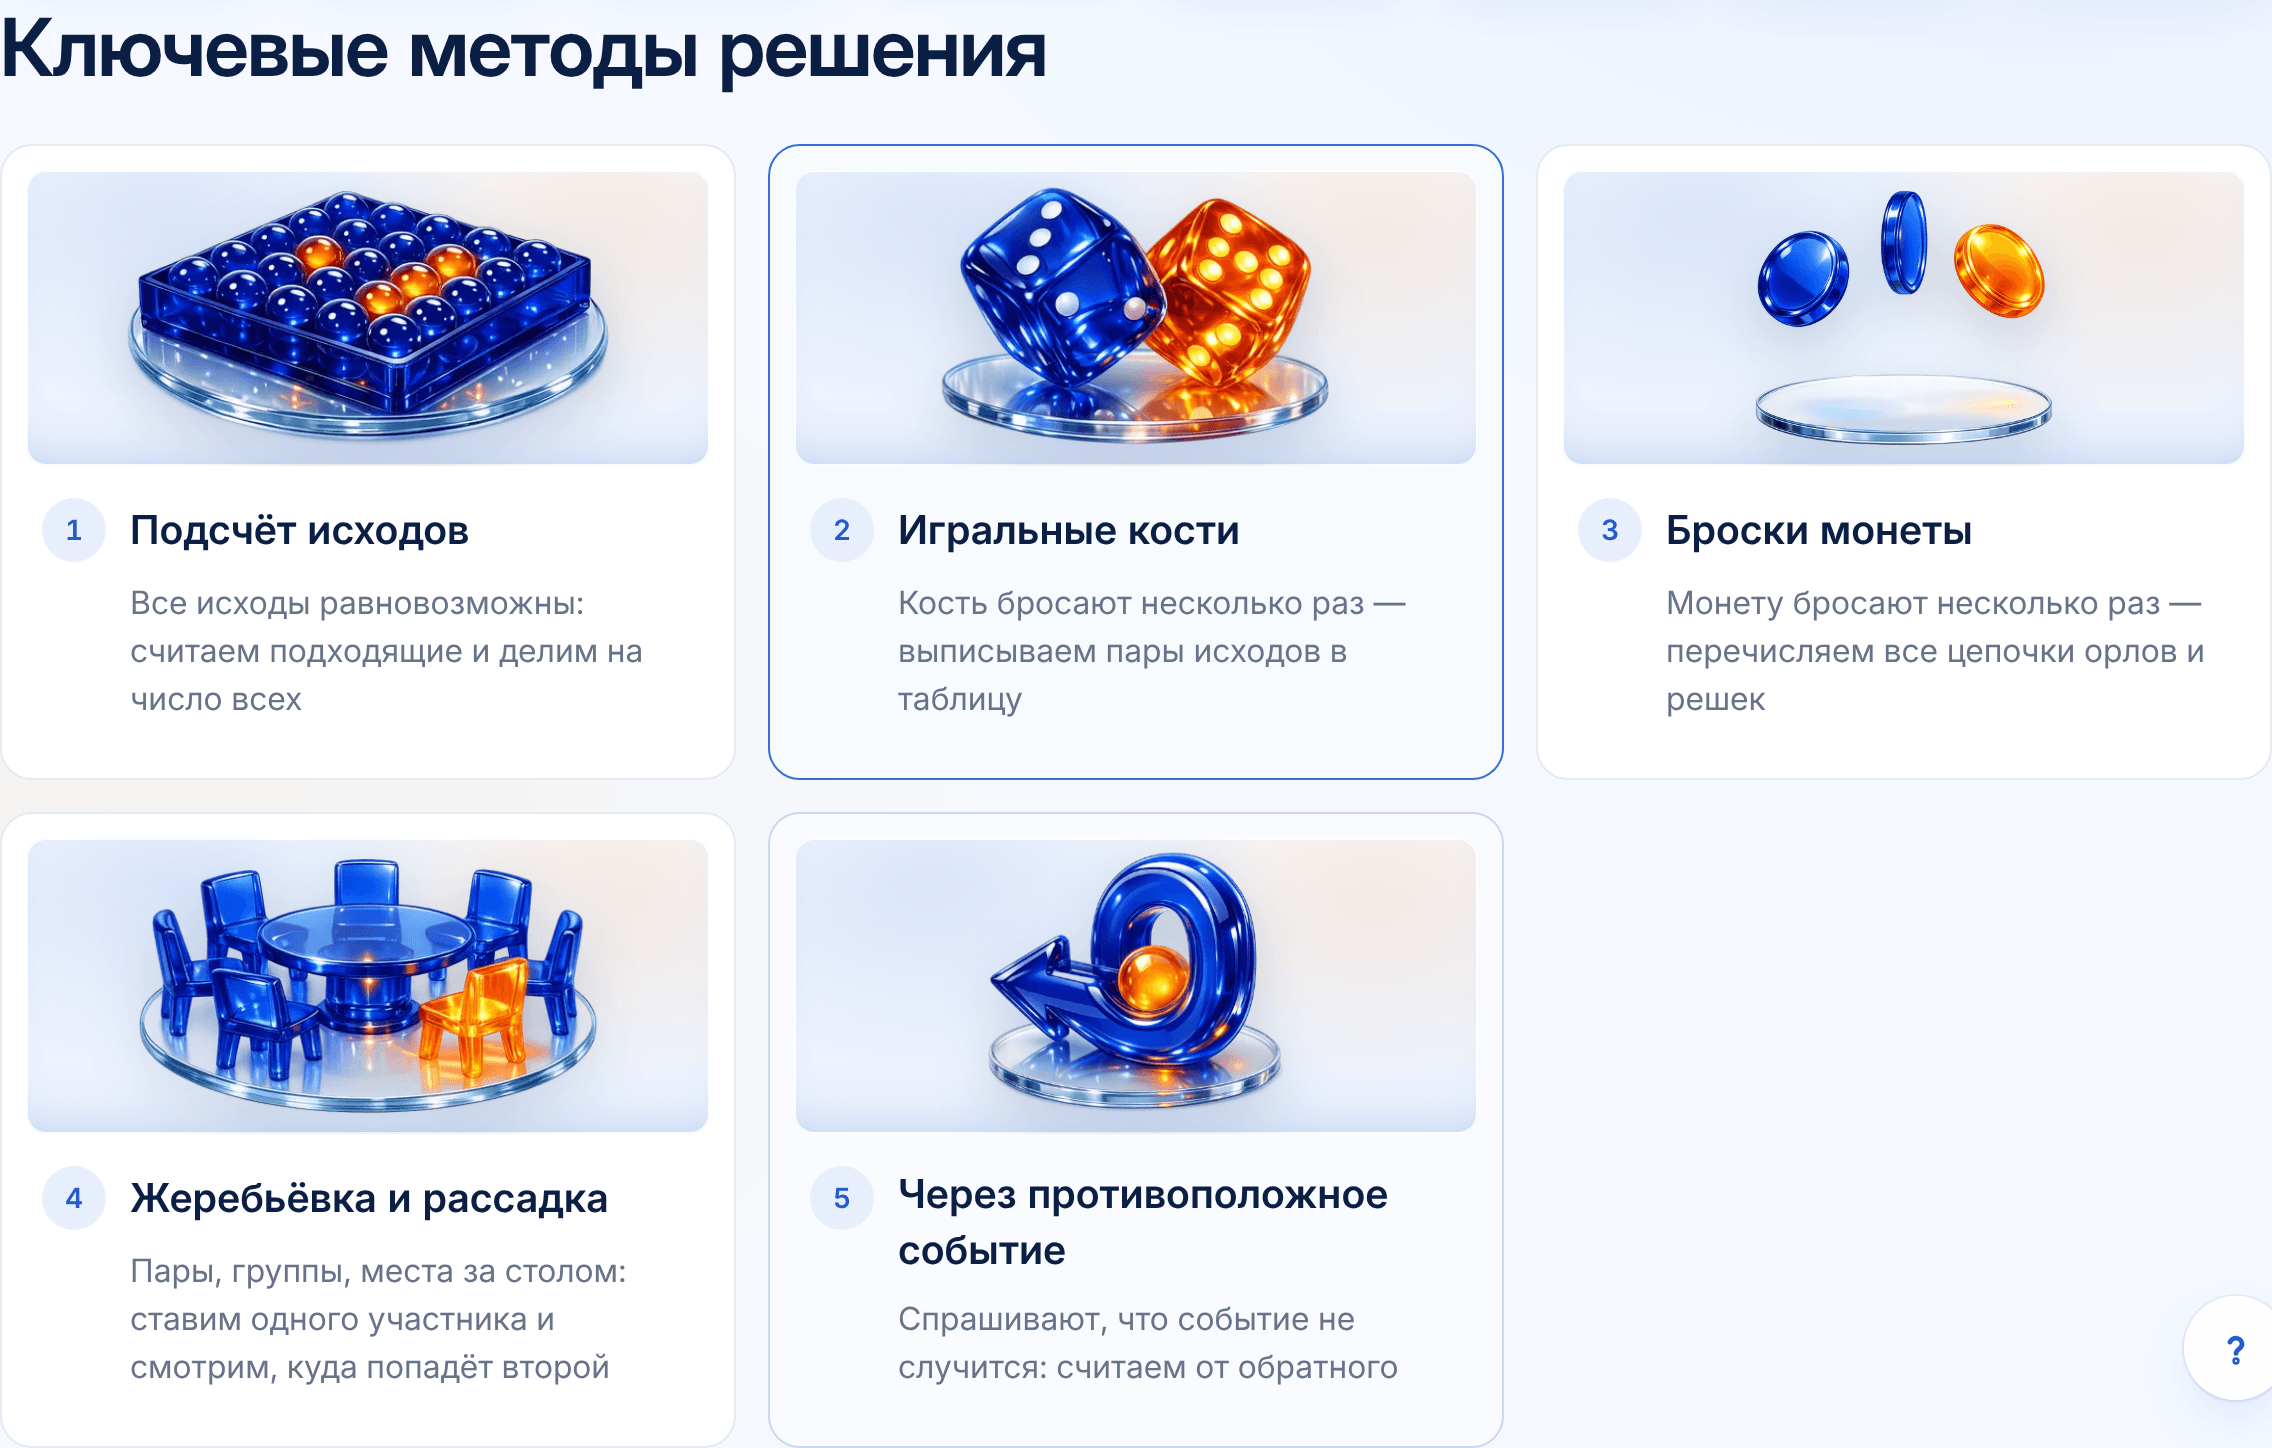 Ключевые методы решения
1
Подсчёт исходов
Все исходы равновозможны:
считаем подходящие и делим на
число всех
2
Игральные кости
Кость бросают несколько раз —
выписываем пары исходов в
таблицу
3
Броски монеты
Монету бросают несколько раз —
перечисляем все цепочки орлов и
решек
4
Жеребьёвка и рассадка
Пары, группы, места за столом:
ставим одного участника и
смотрим, куда попадёт второй
5
Через противоположное
событие
Спрашивают, что событие не
случится: считаем от обратного
?